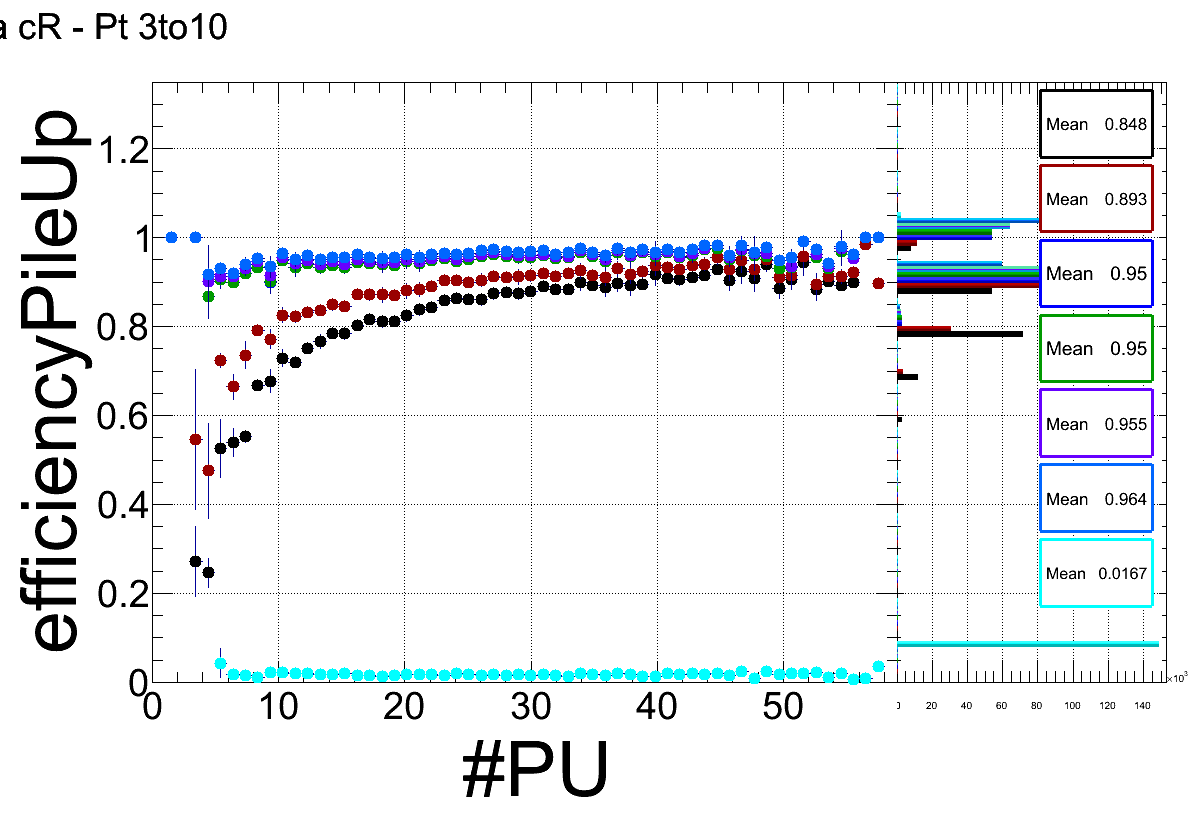 a cR - Pt 3to10
efficiencyPileUp
1.2
1
0.8
0.6
0.4
0.2
0
0 10 20 30 40 50
#PU
Mean 0.848
Mean 0.893
Mean 0.95
Mean 0.95
Mean 0.955
Mean 0.964
Mean 0.0167
20 40 60 80 100 120 140
×10³